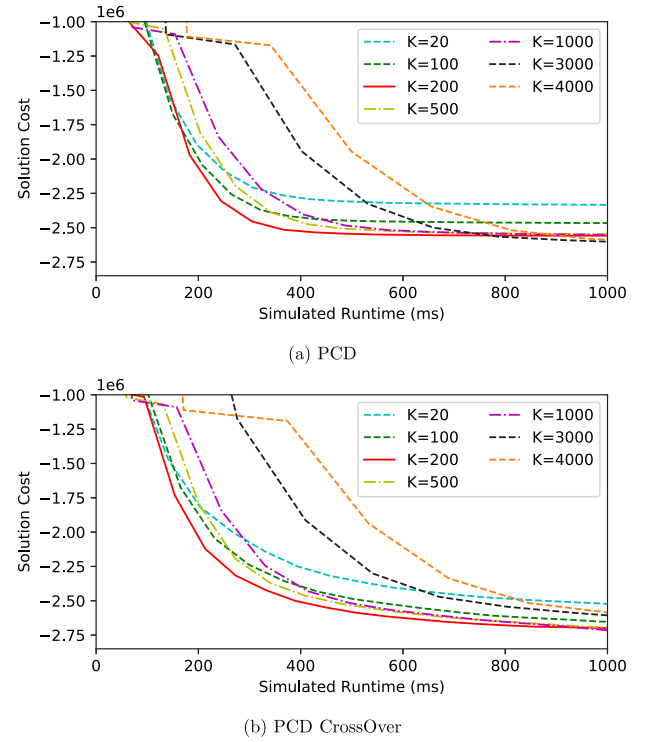 1e6
−1.00
−1.25
−1.50
−1.75
−2.00
−2.25
−2.50
−2.75
Solution Cost
K=20
K=100
K=200
K=500
K=1000
K=3000
K=4000
0 200 400 600 800 1000
Simulated Runtime (ms)
(a) PCD
1e6
−1.00
−1.25
−1.50
−1.75
−2.00
−2.25
−2.50
−2.75
Solution Cost
K=20
K=100
K=200
K=500
K=1000
K=3000
K=4000
0 200 400 600 800 1000
Simulated Runtime (ms)
(b) PCD CrossOver